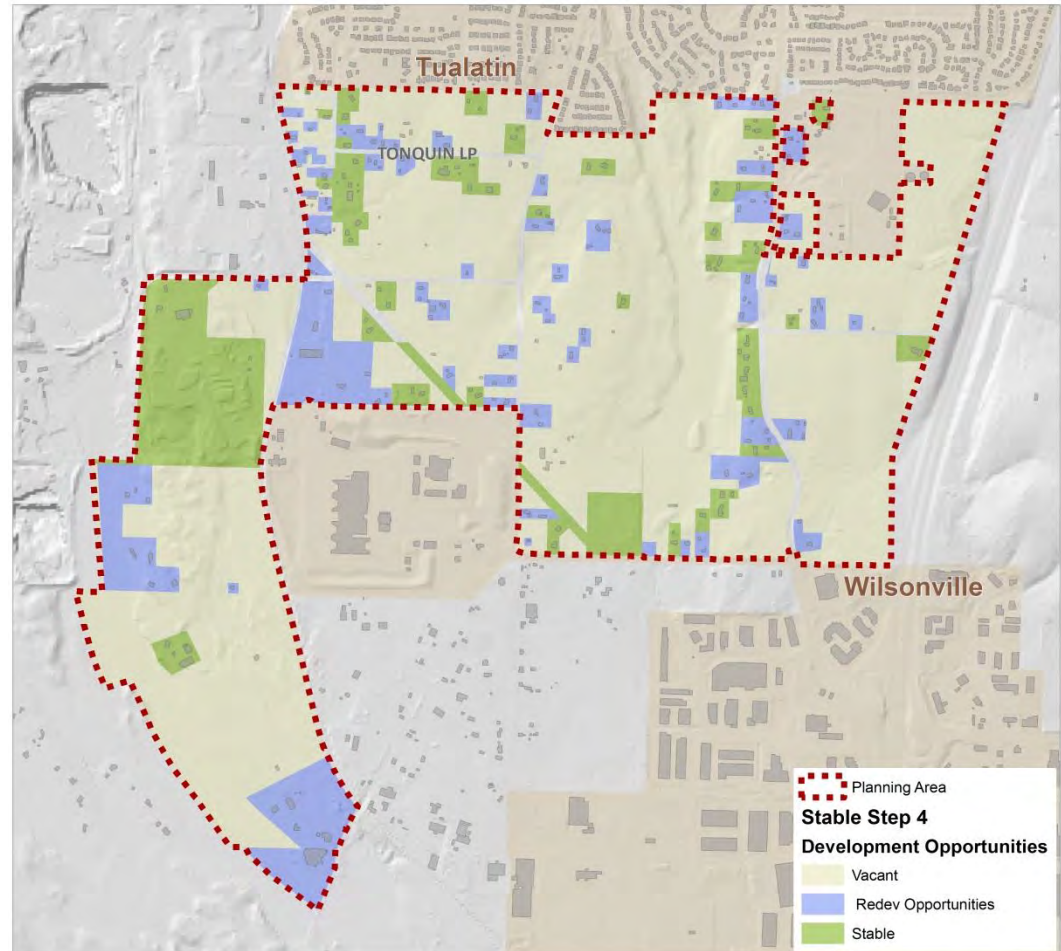 Tualatin
TONQUIN LP
Wilsonville
Planning Area
Stable Step 4
Development Opportunities
Vacant
Redev Opportunities
Stable